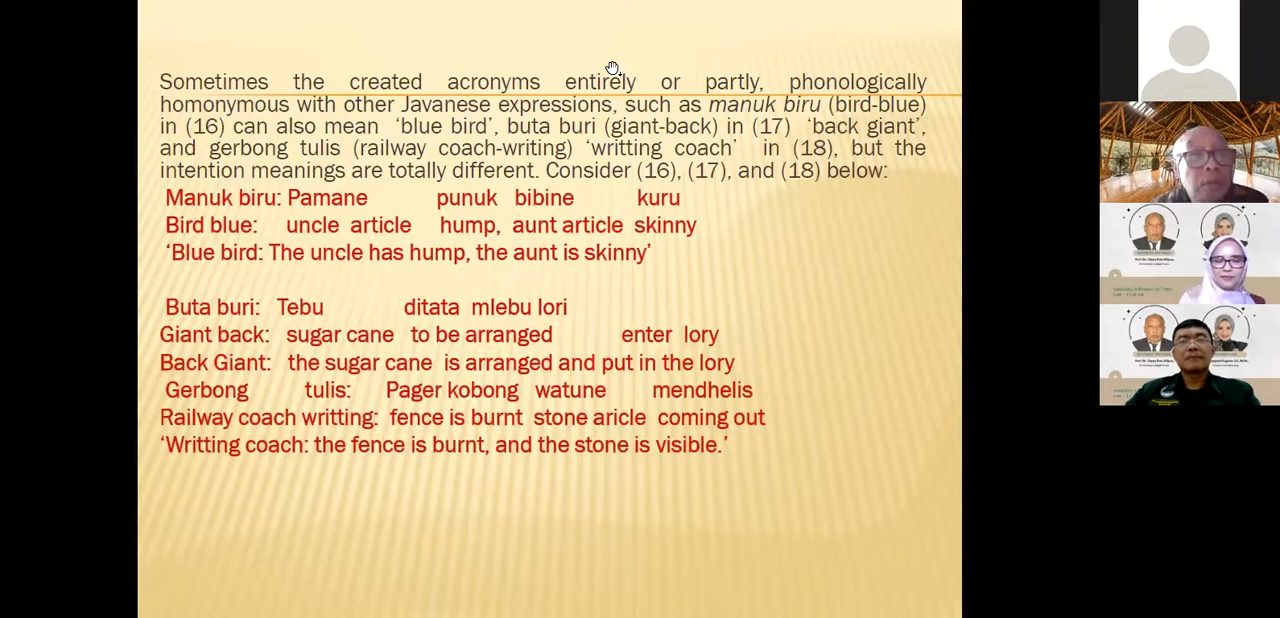 Sometimes the created acronyms entirely or partly, phonologically
homonymous with other Javanese expressions, such as manuk biru (bird-blue)
in (16) can also mean ‘blue bird’, buta buri (giant-back) in (17) ‘back giant’,
and gerbong tulis (railway coach-writing) ‘writting coach’ in (18), but the
intention meanings are totally different. Consider (16), (17), and (18) below:
Manuk biru: Pamane punuk bibine kuru
Bird blue: uncle article hump, aunt article skinny
‘Blue bird: The uncle has hump, the aunt is skinny’
Buta buri: Tebu ditata mlebu lori
Giant back: sugar cane to be arranged enter lory
Back Giant: the sugar cane is arranged and put in the lory
Gerbong tulis: Pager kobong watune mendhelis
Railway coach writting: fence is burnt stone aricle coming out
‘Writting coach: the fence is burnt, and the stone is visible.’